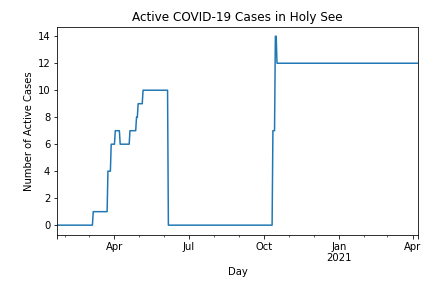 Active COVID-19 Cases in Holy See
Number of Active Cases
14
12
10
8
6
4
2
0
Apr
Jul
Oct
Jan
2021
Apr
Day